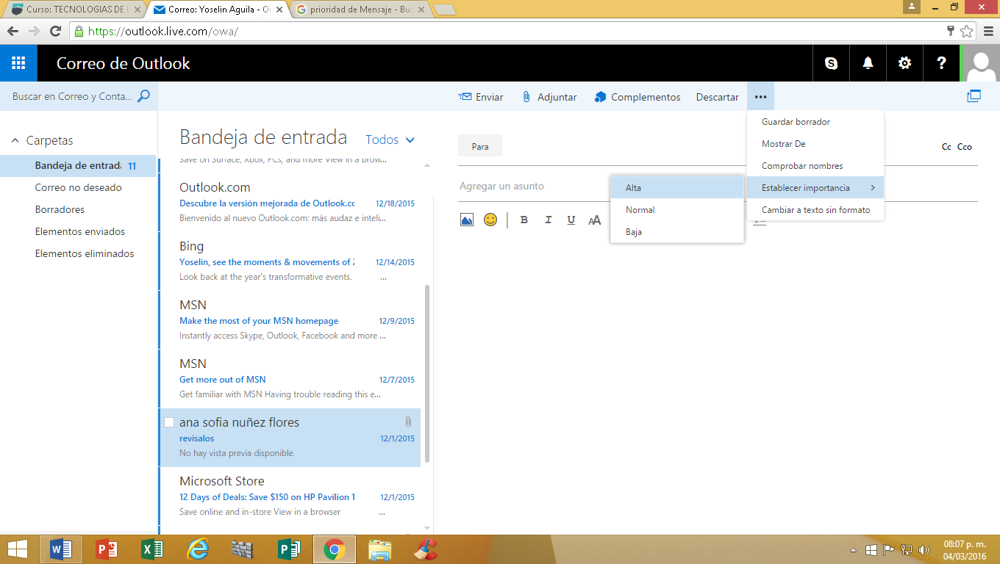 Curso: TECNOLOGIAS DE
Correo: Yoselin Aguila - O
prioridad de Mensaje - Bus
https://outlook.live.com/owa/
Correo de Outlook
?
Buscar en Correo y Conta...
Enviar
Adjuntar
Complementos
Descartar
Carpetas
Bandeja de entrada 11
Correo no deseado
Borradores
Elementos enviados
Elementos eliminados
Bandeja de entrada
Todos
Save on Surface, Xbox, PCs, and more View in a brow...
Outlook.com
Descubre la versión mejorada de Outlook.cc 12/18/2015
Bienvenido al nuevo Outlook.com: más audaz e inteli...
Bing
Yoselin, see the moments & movements of 2 12/14/2015
Look back at the year's transformative events. ...
MSN
Make the most of your MSN homepage 12/9/2015
Instantly access Skype, Outlook, Facebook and more ...
MSN
Get more out of MSN 12/7/2015
Get familiar with MSN Having trouble reading this e...
ana sofia nuñez flores
revisalos 12/1/2015
No hay vista previa disponible.
Microsoft Store
12 Days of Deals: Save $150 on HP Pavilion 1 12/1/2015
Save online and in-store View in a browser ...
Para
Cc Cco
Agregar un asunto
B I U AA
Guardar borrador
Mostrar De
Comprobar nombres
Establecer importancia
Cambiar a texto sin formato
Alta
Normal
Baja
08:07 p. m.
04/03/2016